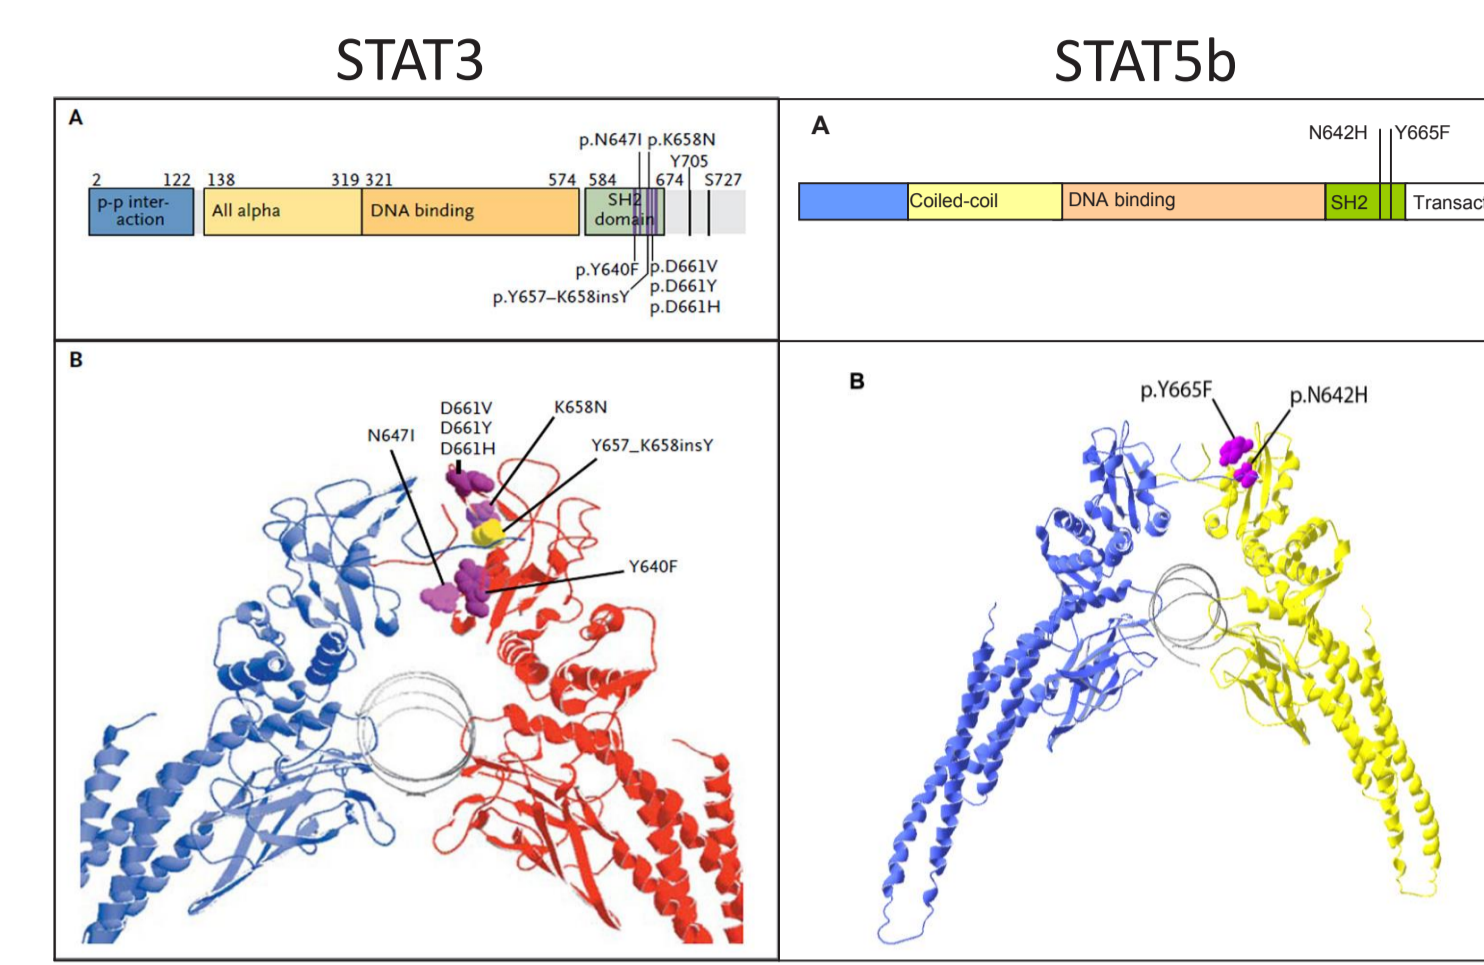 STAT3
STAT5b
A
p.N647I p.K658N
Y705
2 122 138 319 321 574 584 674 S727
p-p inter-
action
All alpha
DNA binding
SH2
domain
p.Y640F
p.D661V
p.Y657–K658insY
p.D661Y
p.D661H
A
N642H Y665F
Coiled-coil
DNA binding
SH2
Transac
B
D661V
D661Y
D661H
N647I
K658N
Y657_K658insY
Y640F
B
p.Y665F
p.N642H